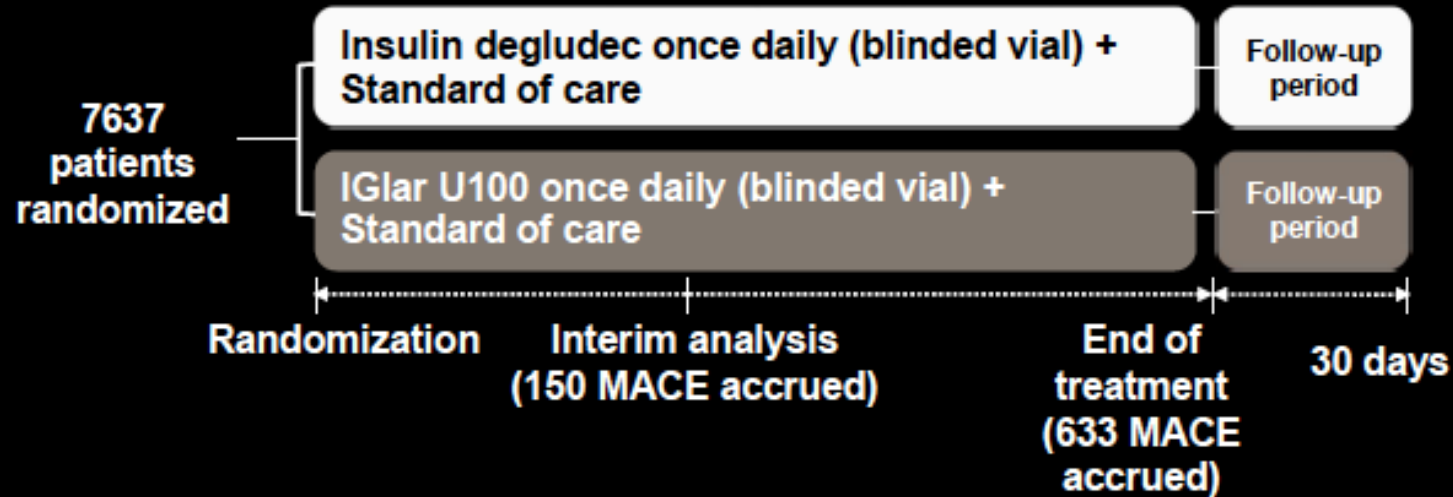 Insulin degludec once daily (blinded vial) +
Standard of care
Follow-up
period
7637
patients
randomized
IGlar U100 once daily (blinded vial) +
Standard of care
Follow-up
period
Randomization
Interim analysis
(150 MACE accrued)
End of
treatment
(633 MACE
accrued)
30 days